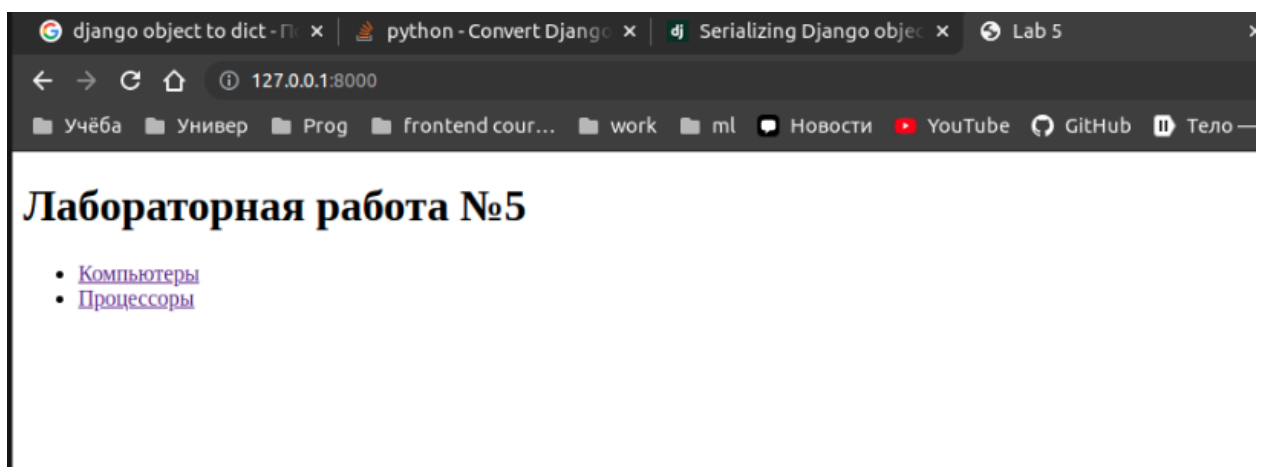 django object to dict - П
python - Convert Django
dj Serializing Django objec
Lab 5
127.0.0.1:8000
Учёба Универ Prog frontend cour... work ml Новости YouTube GitHub Тело —
Лабораторная работа №5
• Компьютеры
• Процессоры